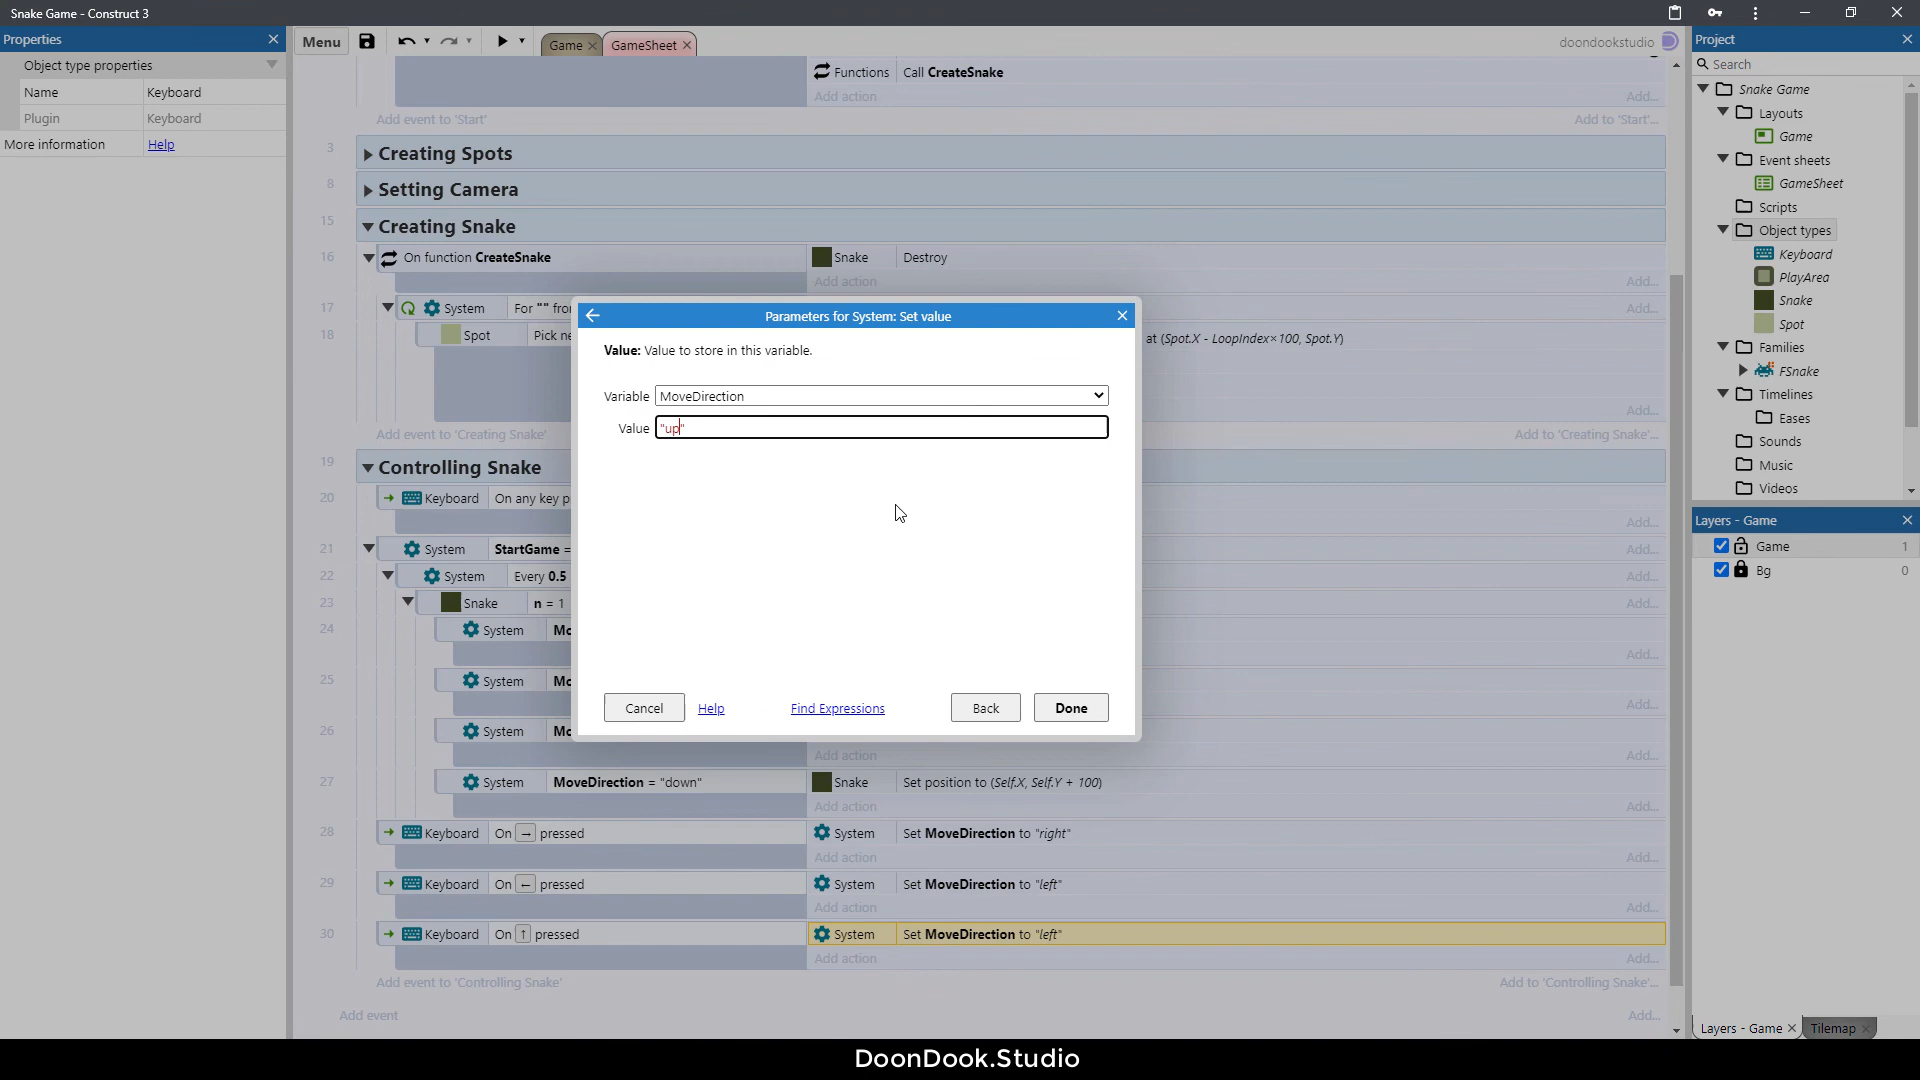 Snake Game - Construct 3
Properties
Object type properties
Name Keyboard
Plugin Keyboard
More information Help
Menu
Game GameSheet
doondookstudio
Functions Call CreateSnake
Add action Add...
Add event to 'Start' Add to 'Start'...
3 Creating Spots
8 Setting Camera
15 Creating Snake
16 On function CreateSnake Snake Destroy
Add action Add...
17 System For "" from Add...
18 Spot Pick ne at (Spot.X - LoopIndex×100, Spot.Y)
Add...
Add event to 'Creating Snake' Add to 'Creating Snake'...
19 Controlling Snake
20 Keyboard On any key p
Add...
21 System StartGame = Add...
22 System Every 0.5 Add...
23 Snake n = 1 Add...
24 System Mo
Add...
25 System Mo
Add...
26 System Mo
Add action Add...
27 System MoveDirection = "down" Snake Set position to (Self.X, Self.Y + 100)
Add action Add...
28 Keyboard On → pressed System Set MoveDirection to "right"
Add action Add...
29 Keyboard On ← pressed System Set MoveDirection to "left"
Add action Add...
30 Keyboard On ↑ pressed System Set MoveDirection to "left"
Add action Add...
Add event to 'Controlling Snake' Add to 'Controlling Snake'...
Add event Add...
Parameters for System: Set value
Value: Value to store in this variable.
Variable MoveDirection
Value "up"
Cancel Help Find Expressions Back Done
Project
Search
Snake Game
Layouts
Game
Event sheets
GameSheet
Scripts
Object types
Keyboard
PlayArea
Snake
Spot
Families
FSnake
Timelines
Eases
Sounds
Music
Videos
Layers - Game
Game 1
Bg 0
Layers - Game Tilemap
DoonDook.Studio